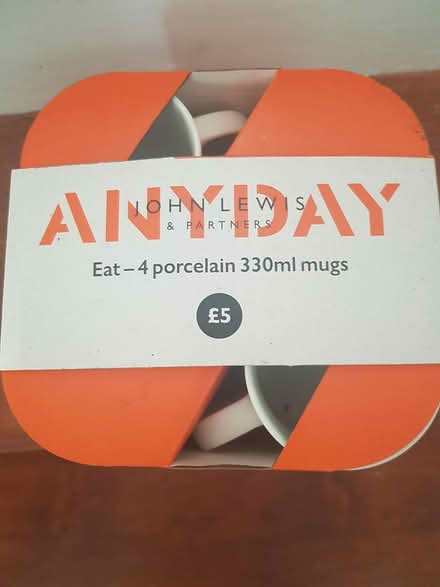 ANYDAY
JOHN LEWIS
& PARTNERS
Eat – 4 porcelain 330ml mugs
£5